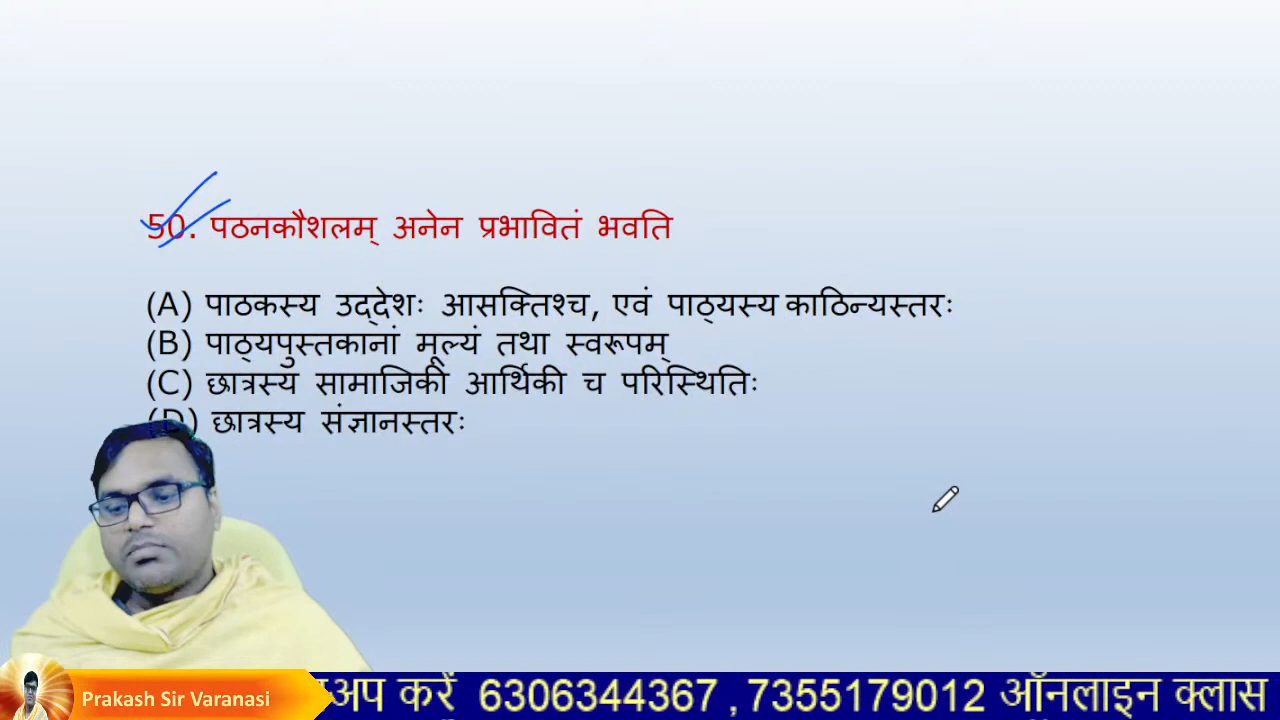 50. पठनकौशलम् अनेन प्रभावितं भवति
(A) पाठकस्य उद्देशः आसक्तिश्च, एवं पाठ्यस्य काठिन्यस्तरः
(B) पाठ्यपुस्तकानां मूल्यं तथा स्वरूपम्
(C) छात्रस्य सामाजिकी आर्थिकी च परिस्थितिः
(D) छात्रस्य संज्ञानस्तरः
Prakash Sir Varanasi
करें 6306344367 , 7355179012 ऑनलाइन क्लास